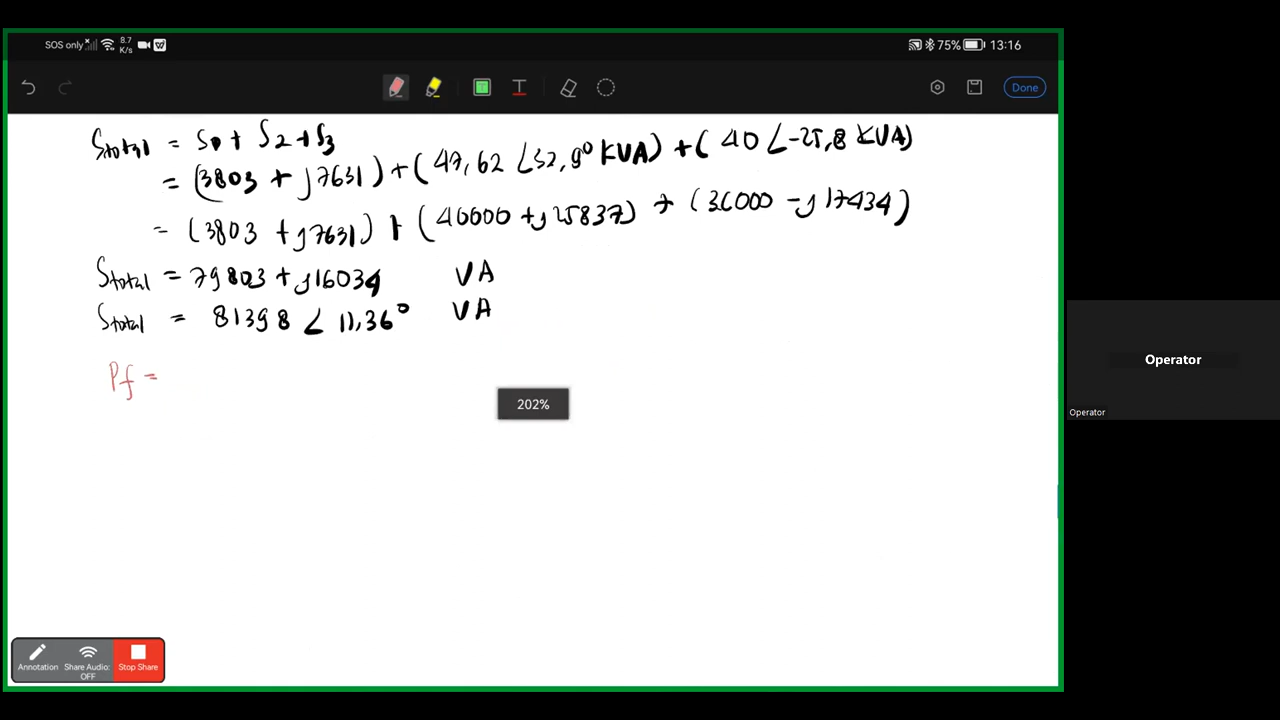 SOS only 8.7 K/s 75% 13:16
Done
Stotal = S1 + S2 + S3
= (3803 + j7631) + (47,62 ∠32,9° KVA) + (40 ∠-25,8 KVA)
= (3803 + j7631) + (40000 + j25837) + (36000 - j17434)
Stotal = 79803 + j16034 VA
Stotal = 81398 ∠ 11,36° VA
Pf =
202%
Operator
Operator
Annotation
Share Audio: OFF
Stop Share